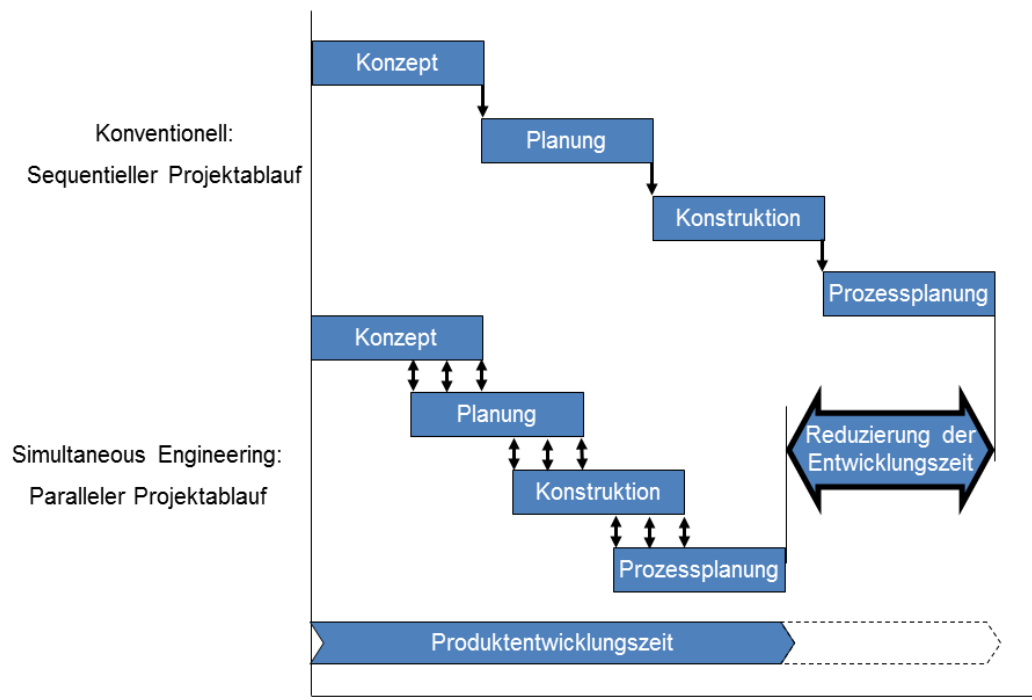 Konzept
Konventionell:
Sequentieller Projektablauf
Planung
Konstruktion
Prozessplanung
Konzept
Planung
Simultaneous Engineering:
Paralleler Projektablauf
Konstruktion
Prozessplanung
Reduzierung der
Entwicklungszeit
Produktentwicklungszeit